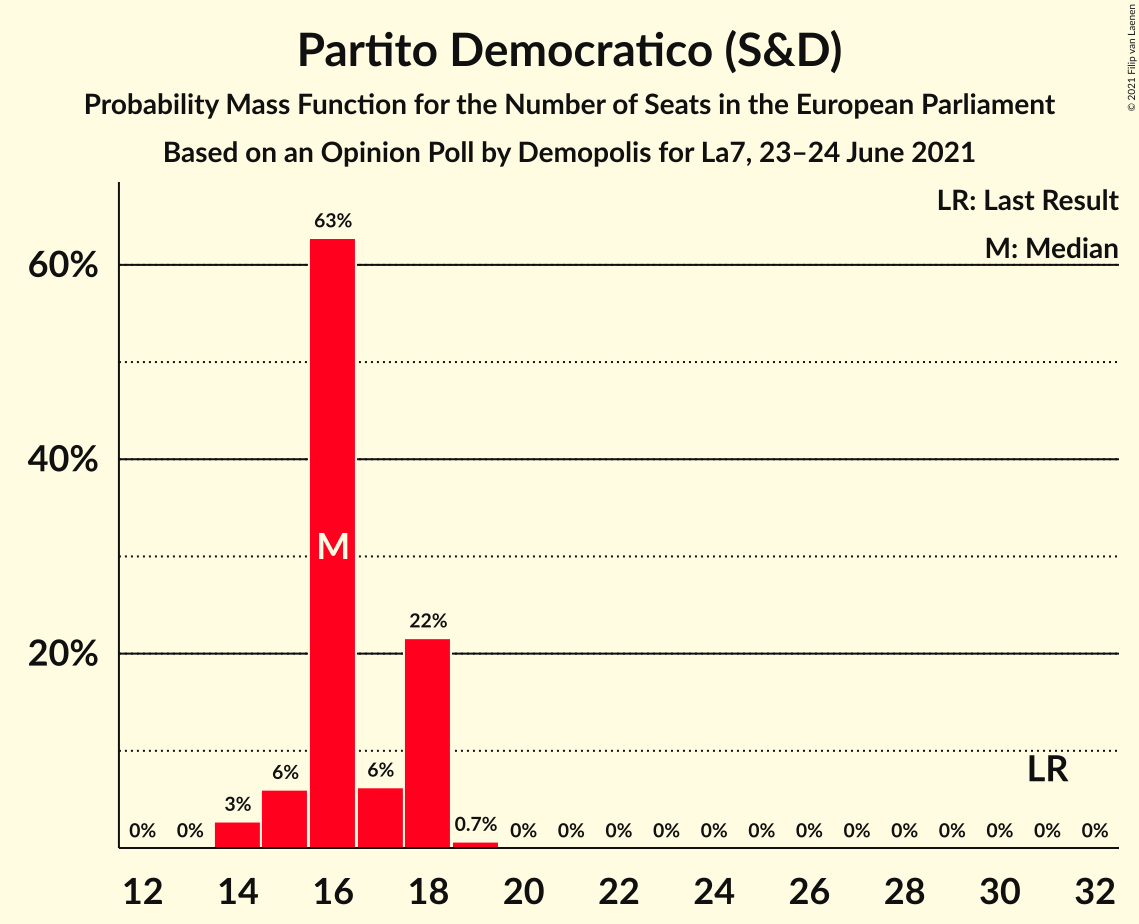 Partito Democratico (S&D)
Probability Mass Function for the Number of Seats in the European Parliament
Based on an Opinion Poll by Demopolis for La7, 23–24 June 2021
© 2021 Filip van Laenen
LR: Last Result
M: Median
60%
40%
20%
0% 0% 3% 6% 63% 6% 22% 0.7% 0% 0% 0% 0% 0% 0% 0% 0% 0% 0% 0% 0% 0%
M
LR
12 14 16 18 20 22 24 26 28 30 32